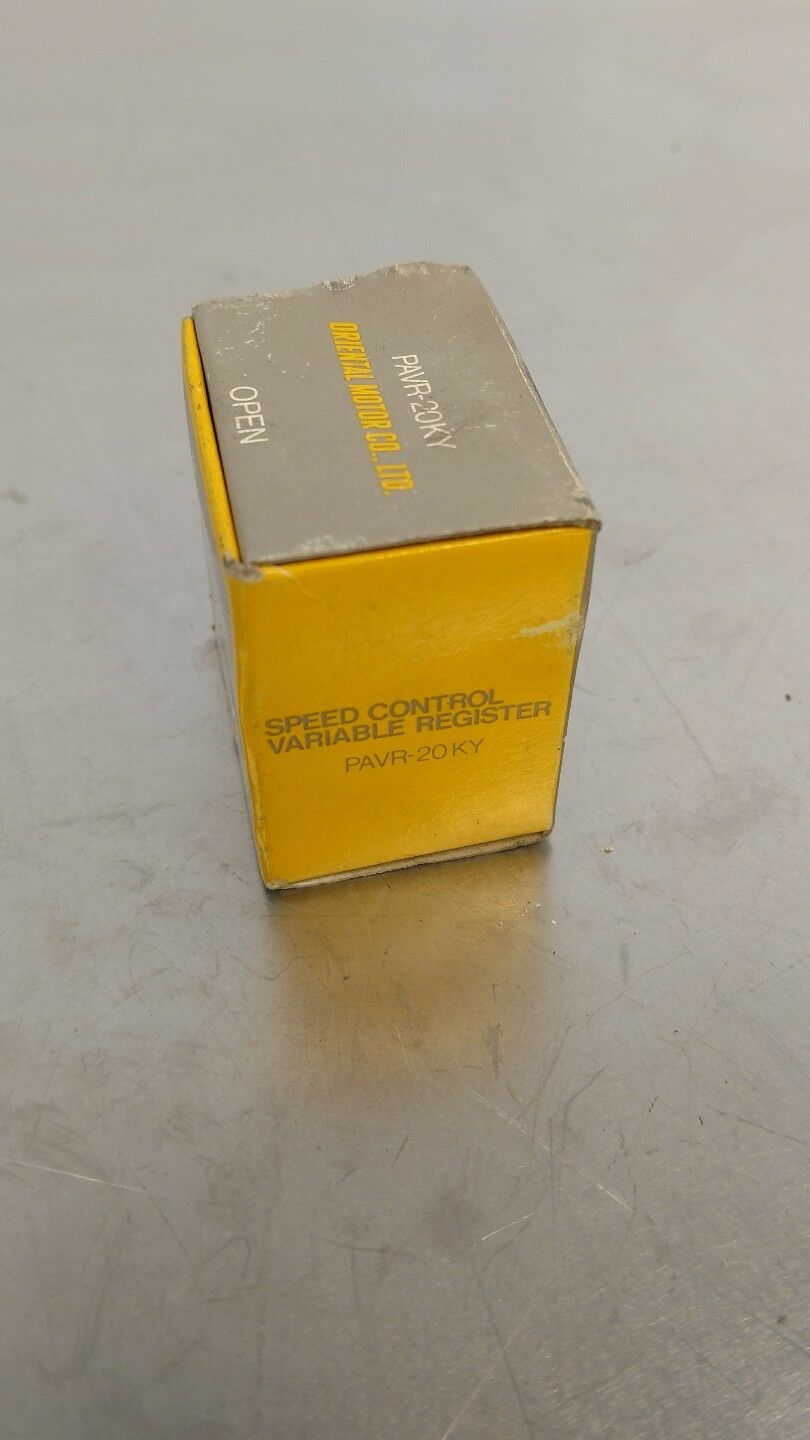 PAVR-20KY
ORIENTAL MOTOR CO., LTD.
OPEN
SPEED CONTROL
VARIABLE REGISTER
PAVR-20KY